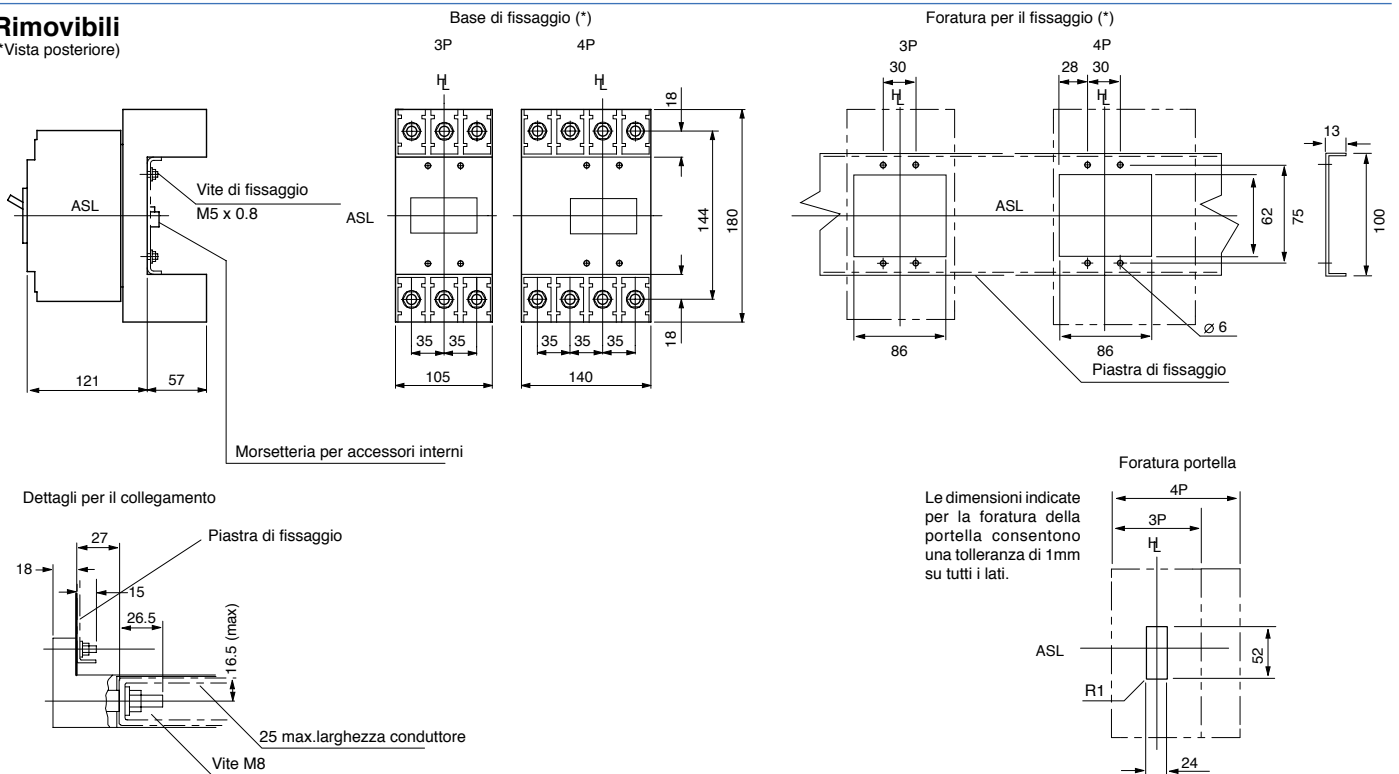 Rimovibili
*Vista posteriore)
Base di fissaggio (*)
3P
4P
HL
HL
18
144
180
18
ASL
35
35
35
35
35
105
140
Vite di fissaggio
M5 x 0.8
ASL
121
57
Morsetteria per accessori interni
Foratura per il fissaggio (*)
3P
4P
30
28
30
HL
HL
13
ASL
62
75
100
86
86
Ø 6
Piastra di fissaggio
Dettagli per il collegamento
27
Piastra di fissaggio
18
15
26.5
16.5 (max)
25 max.larghezza conduttore
Vite M8
Le dimensioni indicate
per la foratura della
portella consentono
una tolleranza di 1mm
su tutti i lati.
Foratura portella
4P
3P
HL
ASL
52
R1
24